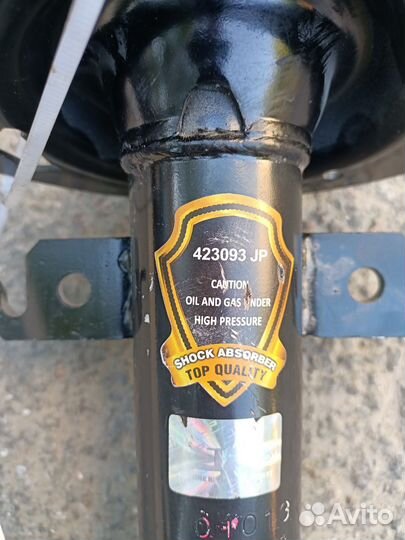 423093 JP
CAUTION
OIL AND GAS UNDER
HIGH PRESSURE
SHOCK ABSORBER
TOP QUALITY
Avito